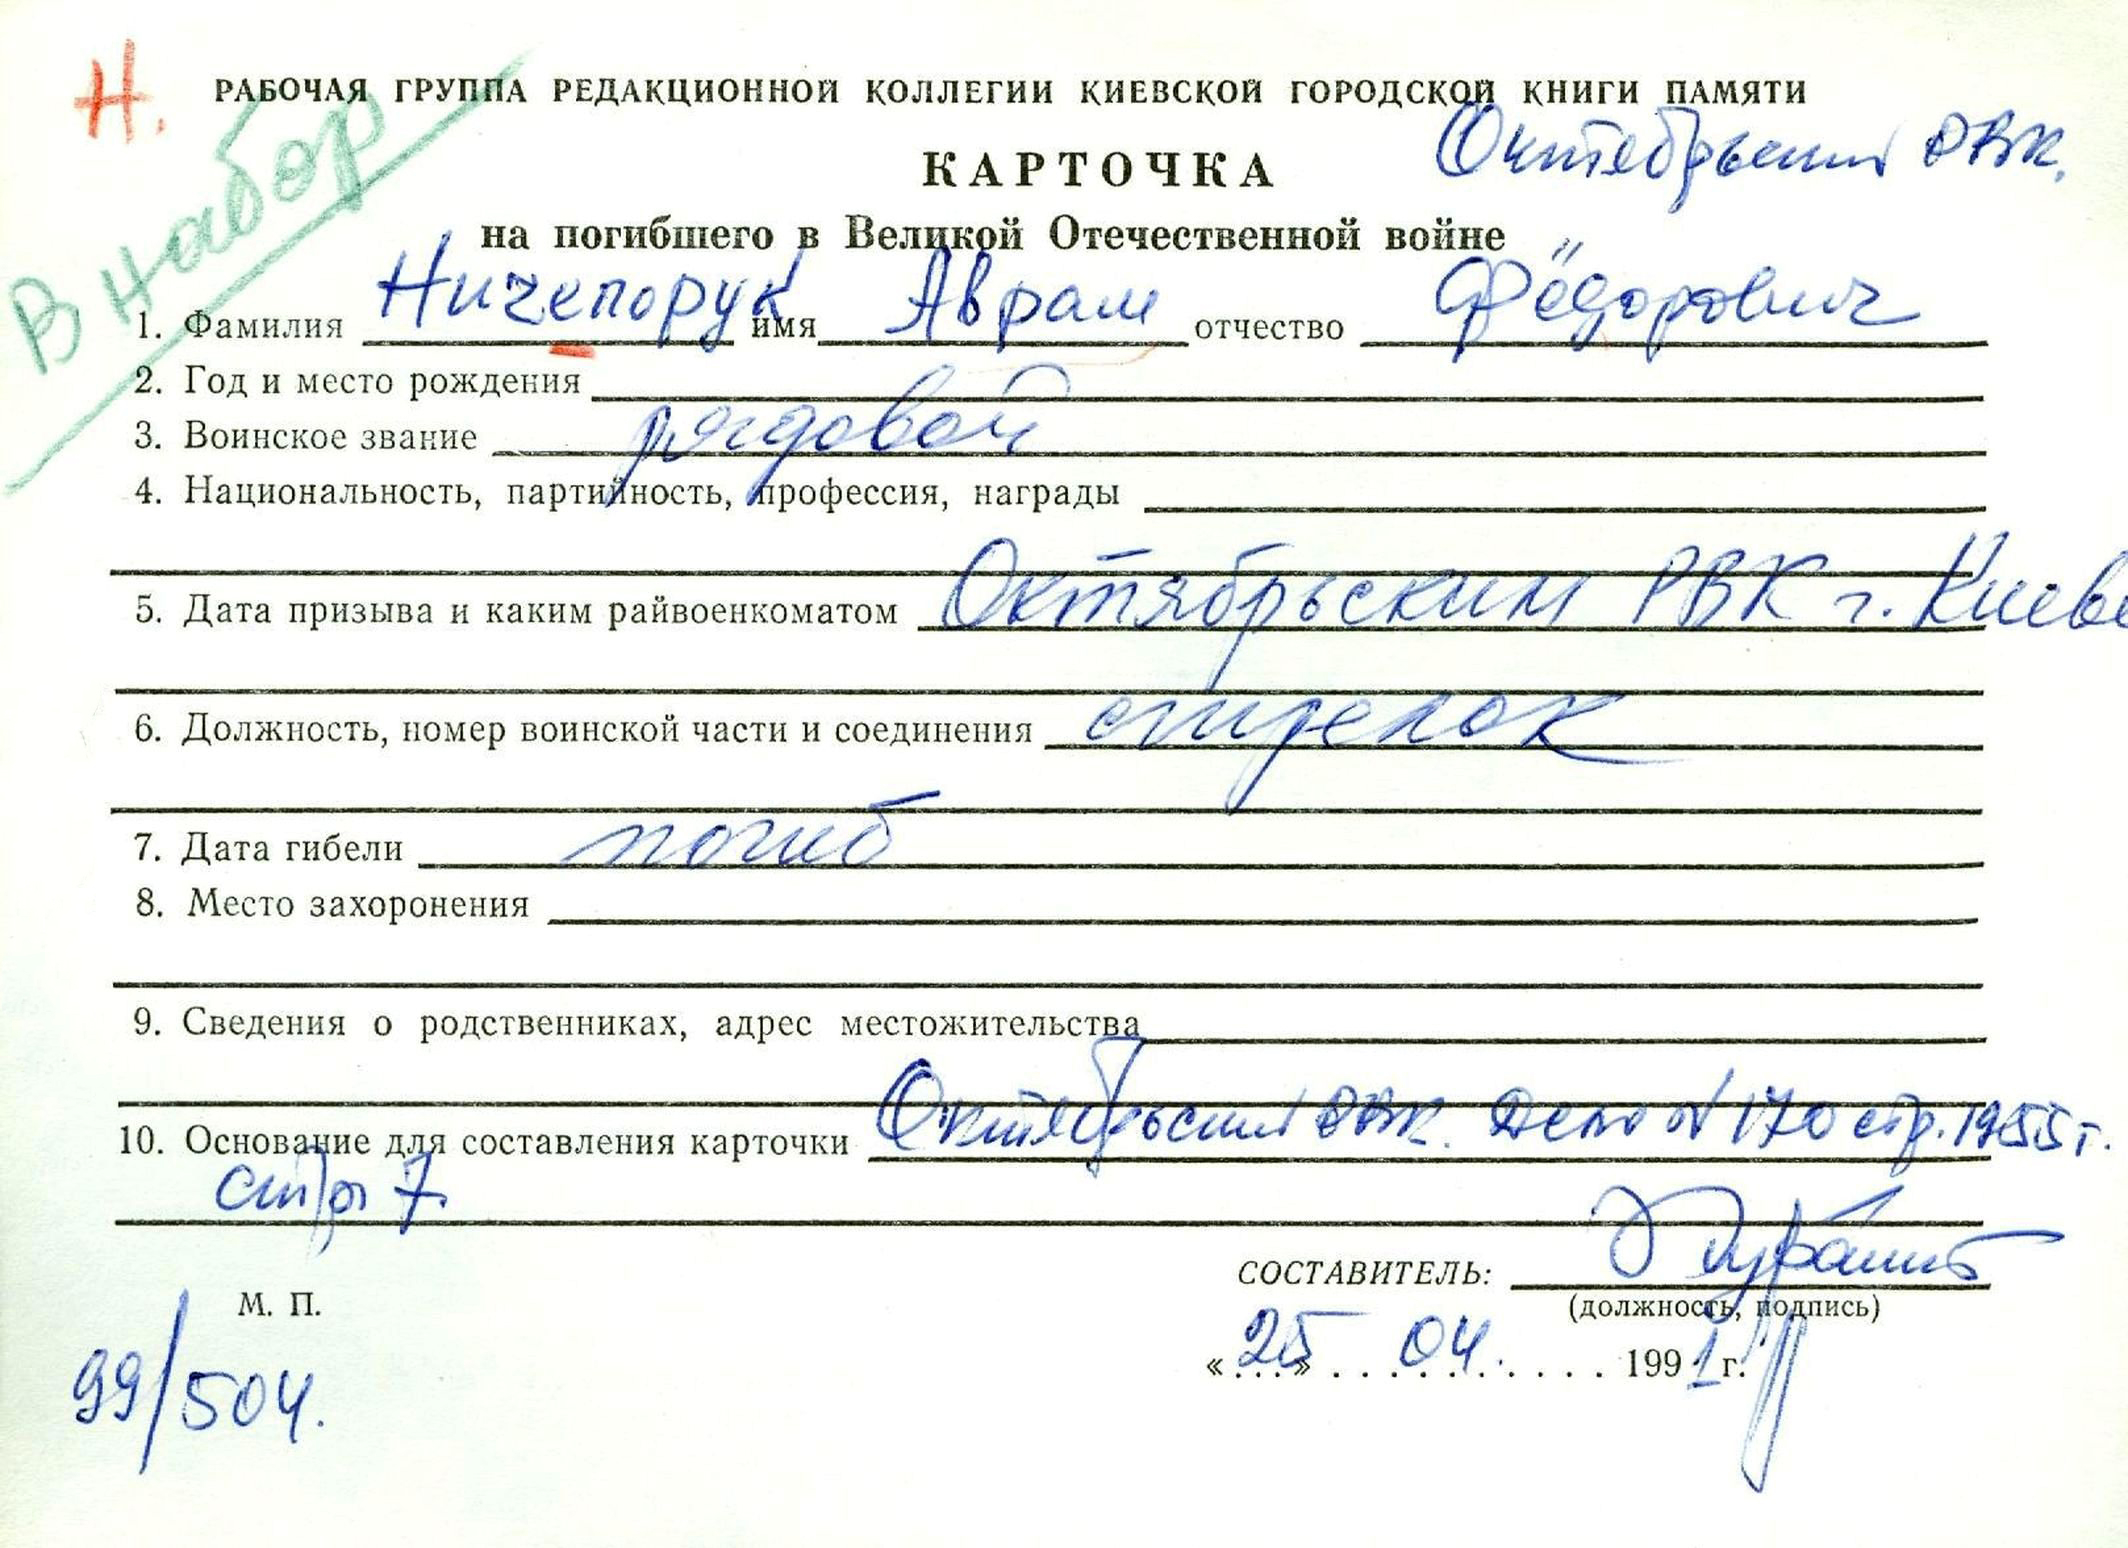 Н.
РАБОЧАЯ ГРУППА РЕДАКЦИОННОЙ КОЛЛЕГИИ КИЕВСКОЙ ГОРОДСКОЙ КНИГИ ПАМЯТИ
В набор
Октябрьский РВК.
КАРТОЧКА
на погибшего в Великой Отечественной войне
1. Фамилия Ничепорук имя Аврам отчество Фёдорович
2. Год и место рождения
3. Воинское звание рядовой
4. Национальность, партийность, профессия, награды
5. Дата призыва и каким райвоенкоматом Октябрьским РВК г. Киева
6. Должность, номер воинской части и соединения стрелок
7. Дата гибели погиб
8. Место захоронения
9. Сведения о родственниках, адрес местожительства
10. Основание для составления карточки Октябрьский РВК. Дело № 170 стр. 1955 г.
стр 7
СОСТАВИТЕЛЬ:
(должность, подпись)
М. П.
«25» 04. 1991 г.
99/504.